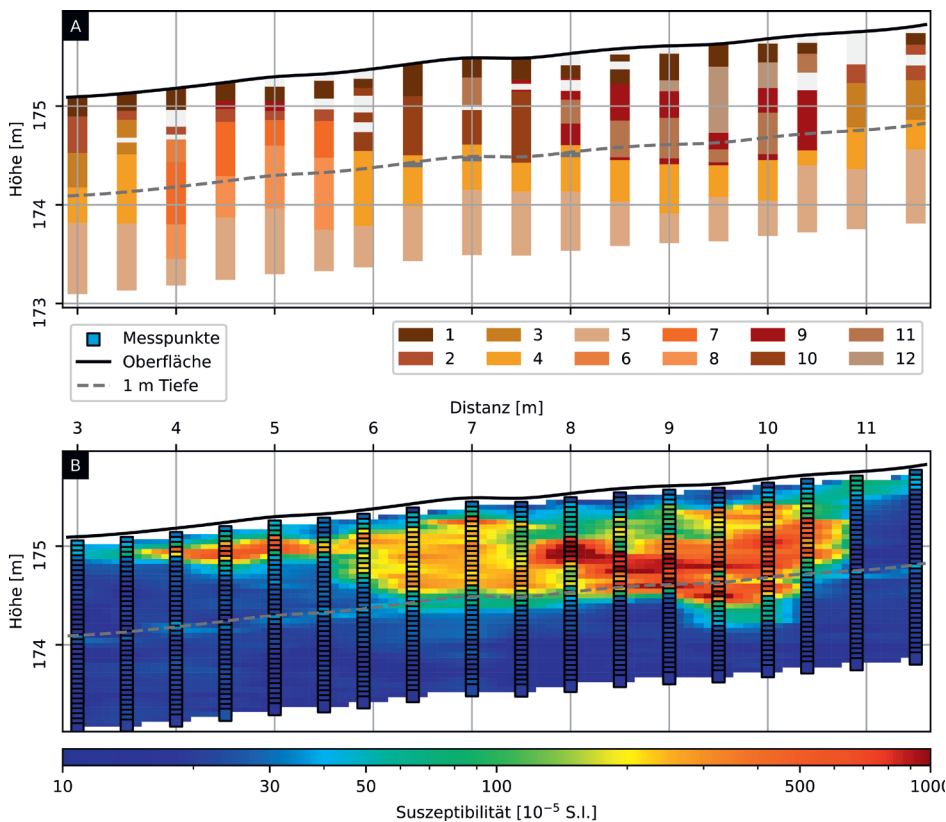 A
Höhe [m]
175
174
173
Messpunkte
Oberfläche
1 m Tiefe
1 3 5 7 9 11
2 4 6 8 10 12
Distanz [m]
3 4 5 6 7 8 9 10 11
B
Höhe [m]
175
174
10 30 50 100 500 1000
Suszeptibilität [10⁻⁵ S.I.]